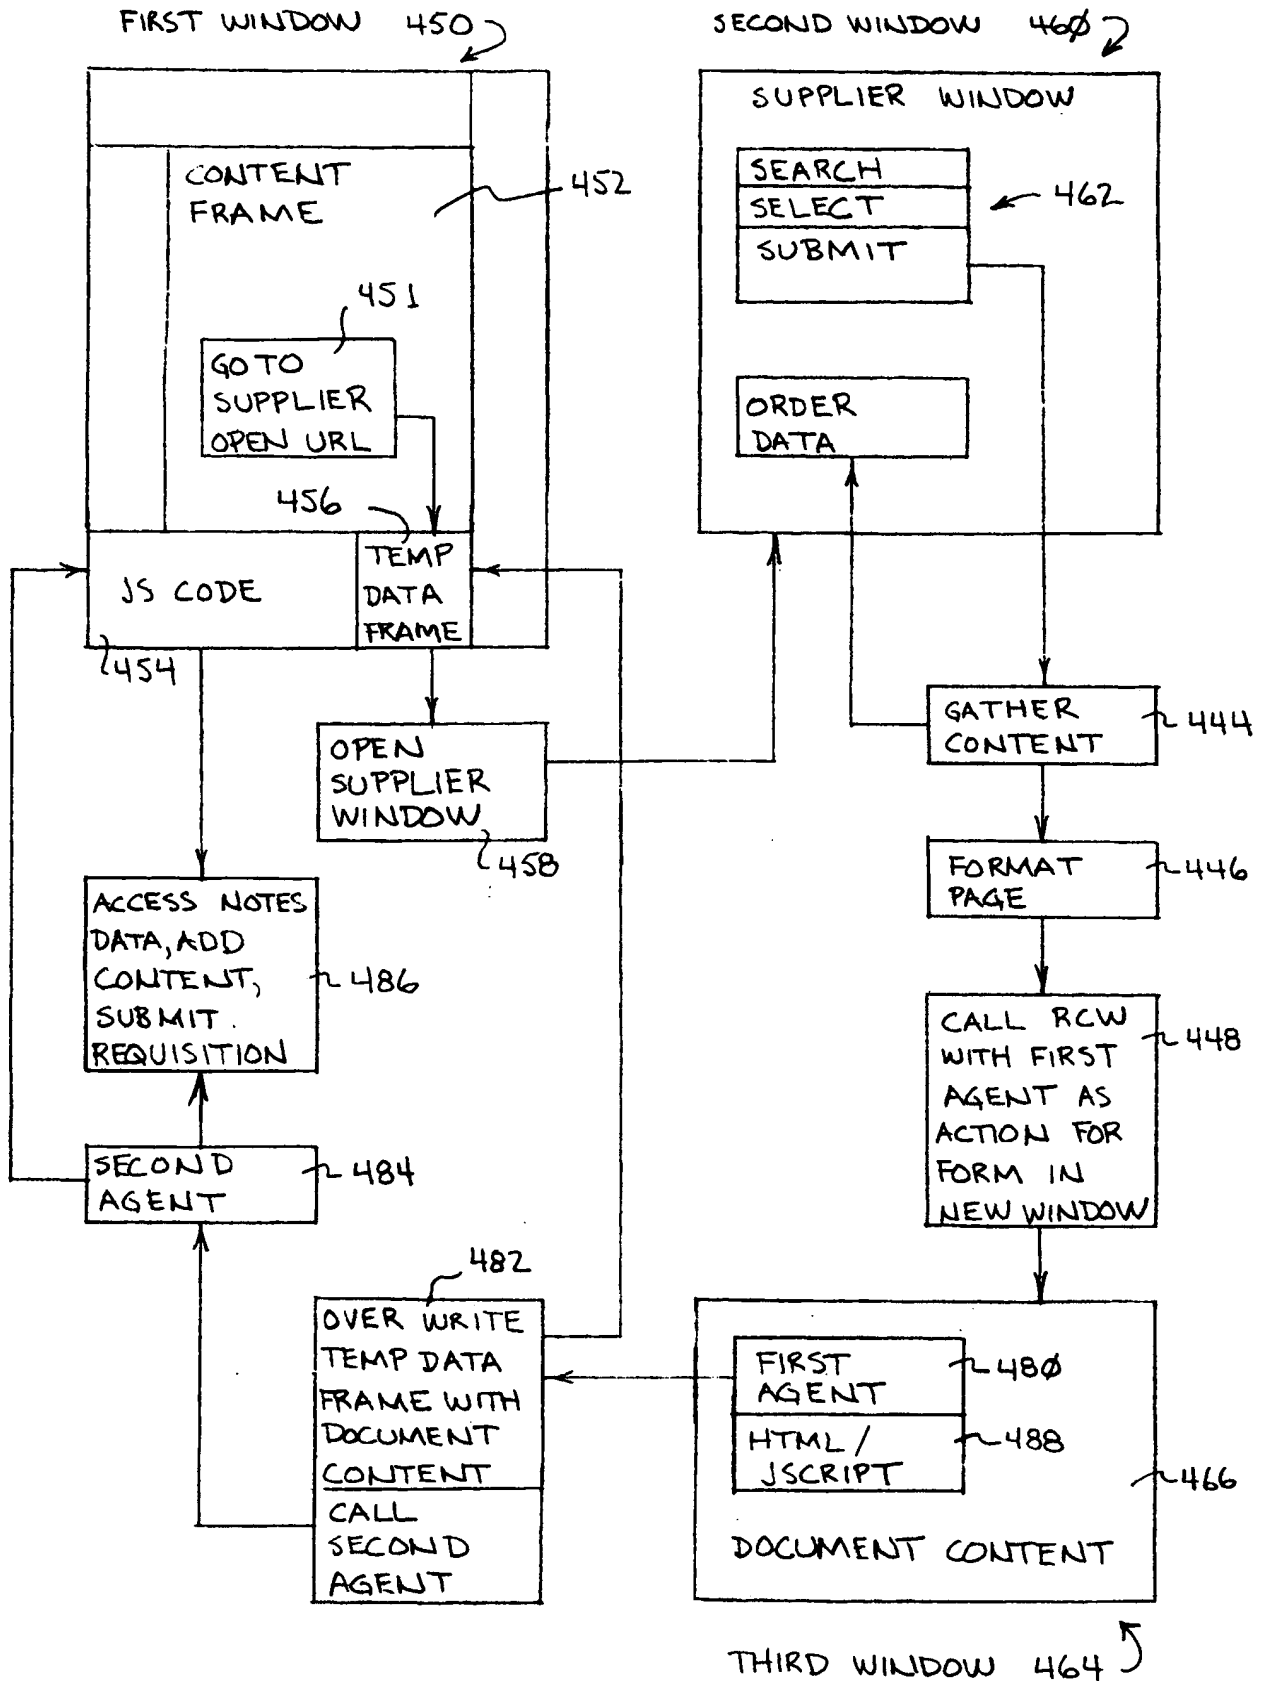 FIRST WINDOW 450
SECOND WINDOW 460
SUPPLIER WINDOW
CONTENT
FRAME
452
SEARCH
SELECT
SUBMIT
462
451
GO TO
SUPPLIER
OPEN URL
ORDER
DATA
456
TEMP
DATA
FRAME
JS CODE
454
GATHER
CONTENT
444
OPEN
SUPPLIER
WINDOW
458
FORMAT
PAGE
446
ACCESS NOTES
DATA, ADD
CONTENT,
SUBMIT
REQUISITION
486
CALL RCW
WITH FIRST
AGENT AS
ACTION FOR
FORM IN
NEW WINDOW
448
SECOND
AGENT
484
482
OVER WRITE
TEMP DATA
FRAME WITH
DOCUMENT
CONTENT
CALL
SECOND
AGENT
FIRST
AGENT
480
HTML/
JSCRIPT
488
466
DOCUMENT CONTENT
THIRD WINDOW 464